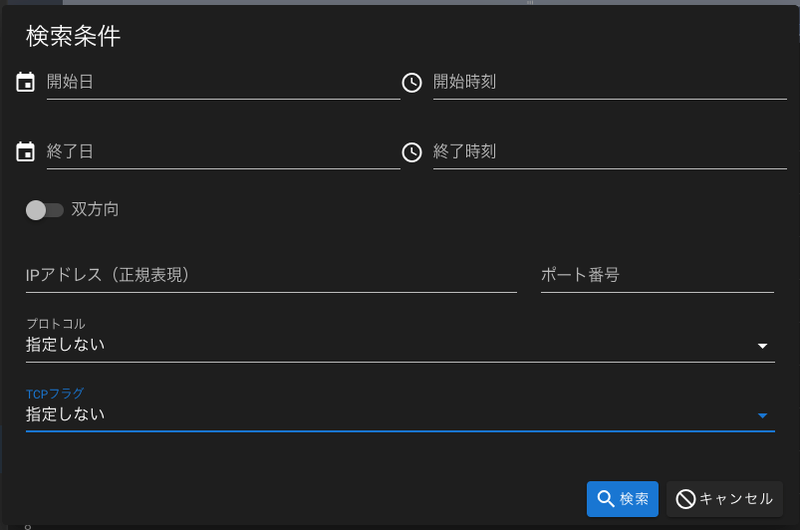 検索条件
開始日 開始時刻
終了日 終了時刻
双方向
IPアドレス（正規表現） ポート番号
プロトコル
指定しない
TCPフラグ
指定しない
検索 キャンセル